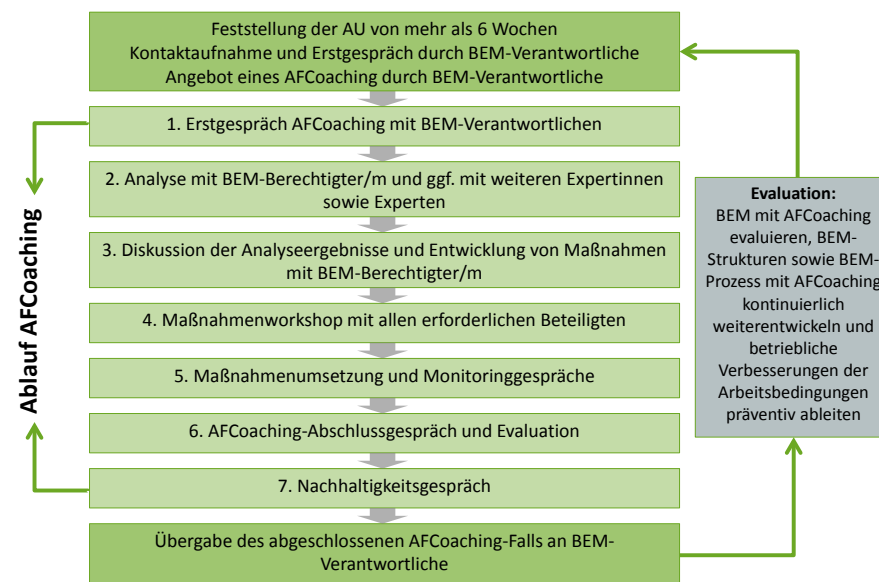 Feststellung der AU von mehr als 6 Wochen
Kontaktaufnahme und Erstgespräch durch BEM-Verantwortliche
Angebot eines AFCoaching durch BEM-Verantwortliche
1. Erstgespräch AFCoaching mit BEM-Verantwortlichen
2. Analyse mit BEM-Berechtigter/m und ggf. mit weiteren Expertinnen
sowie Experten
3. Diskussion der Analyseergebnisse und Entwicklung von Maßnahmen
mit BEM-Berechtigter/m
4. Maßnahmenworkshop mit allen erforderlichen Beteiligten
5. Maßnahmenumsetzung und Monitoringgespräche
6. AFCoaching-Abschlussgespräch und Evaluation
7. Nachhaltigkeitsgespräch
Übergabe des abgeschlossenen AFCoaching-Falls an BEM-
Verantwortliche
Ablauf AFCoaching
Evaluation:
BEM mit AFCoaching
evaluieren, BEM-
Strukturen sowie BEM-
Prozess mit AFCoaching
kontinuierlich
weiterentwickeln und
betriebliche
Verbesserungen der
Arbeitsbedingungen
präventiv ableiten